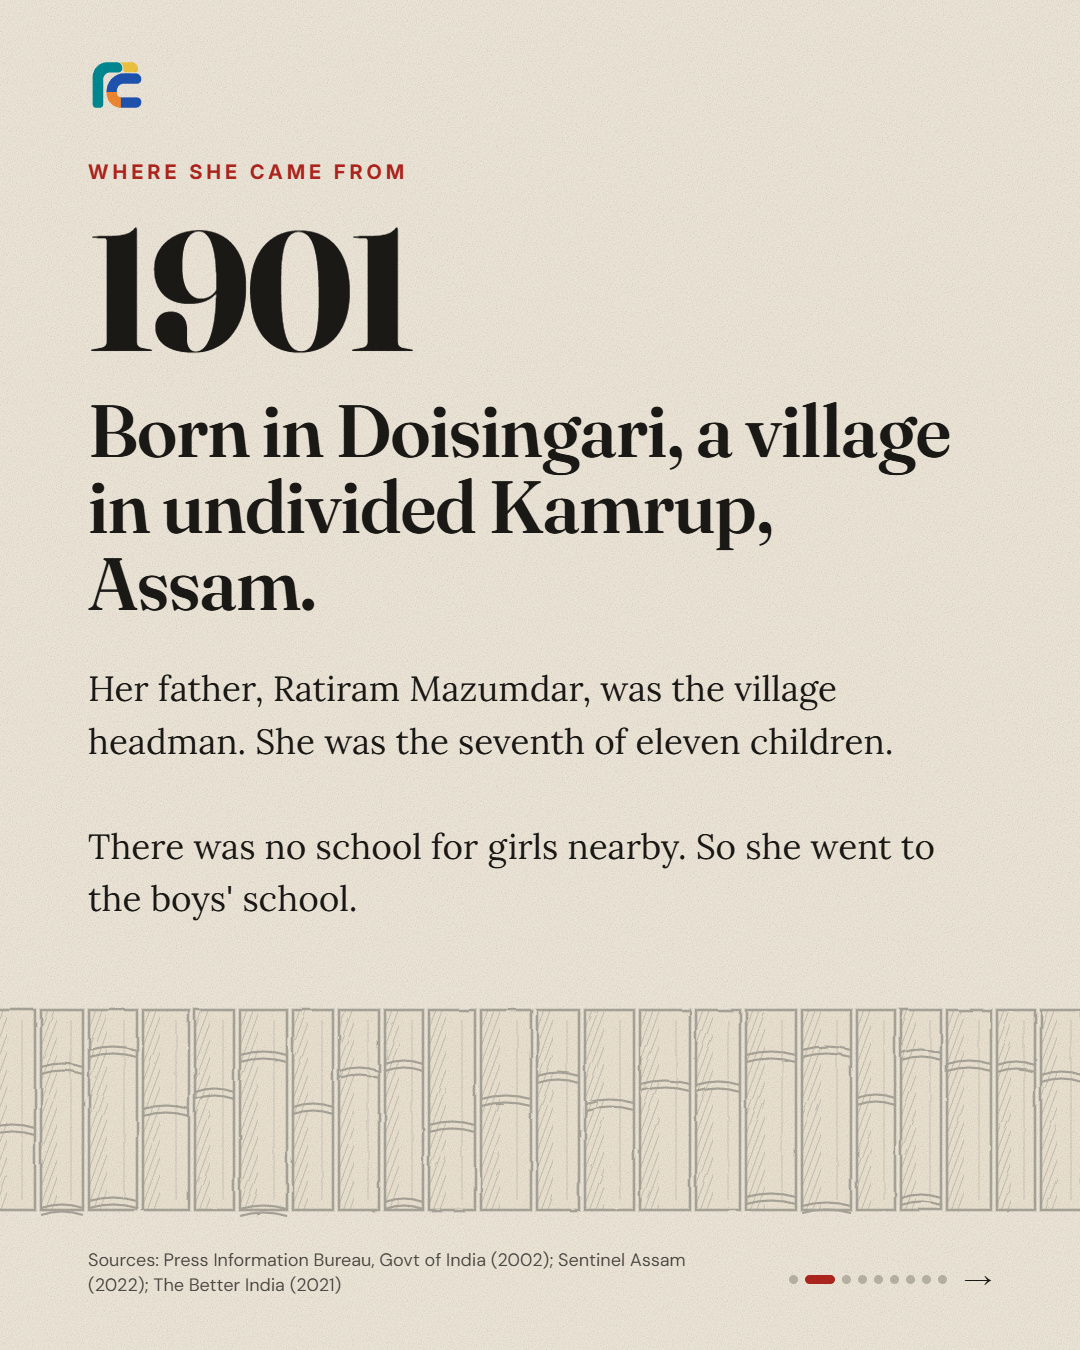 WHERE SHE CAME FROM
1901
Born in Doisingari, a village
in undivided Kamrup,
Assam.
Her father, Ratiram Mazumdar, was the village
headman. She was the seventh of eleven children.
There was no school for girls nearby. So she went to
the boys' school.
Sources: Press Information Bureau, Govt of India (2002); Sentinel Assam
(2022); The Better India (2021)